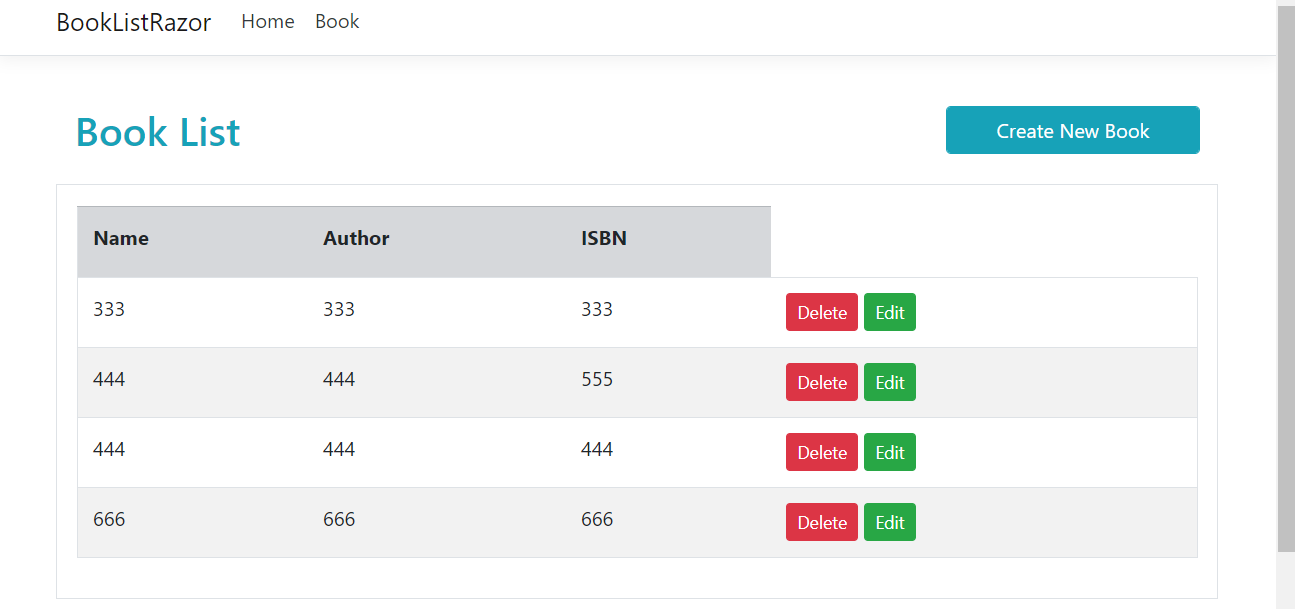 BookListRazor Home Book
Book List Create New Book
Name Author ISBN
333 333 333 Delete Edit
444 444 555 Delete Edit
444 444 444 Delete Edit
666 666 666 Delete Edit